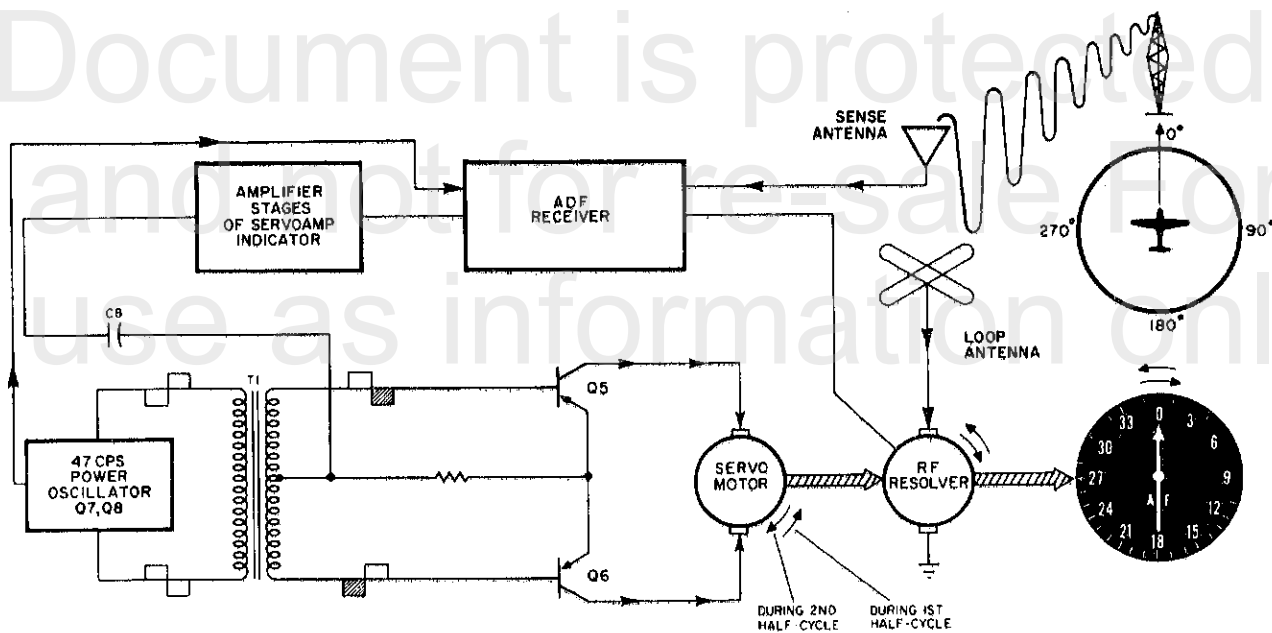 Document is protected
and not for re-sale For
use as information onl
SENSE
ANTENNA
0°
90°
180°
270°
AMPLIFIER
STAGES
OF SERVOAMP
INDICATOR
ADF
RECEIVER
LOOP
ANTENNA
C8
T1
Q5
Q6
47 CPS
POWER
OSCILLATOR
Q7, Q8
SERVO
MOTOR
RF
RESOLVER
0
3
6
9
12
15
18
21
24
27
30
33
DURING 2ND
HALF-CYCLE
DURING 1ST
HALF-CYCLE